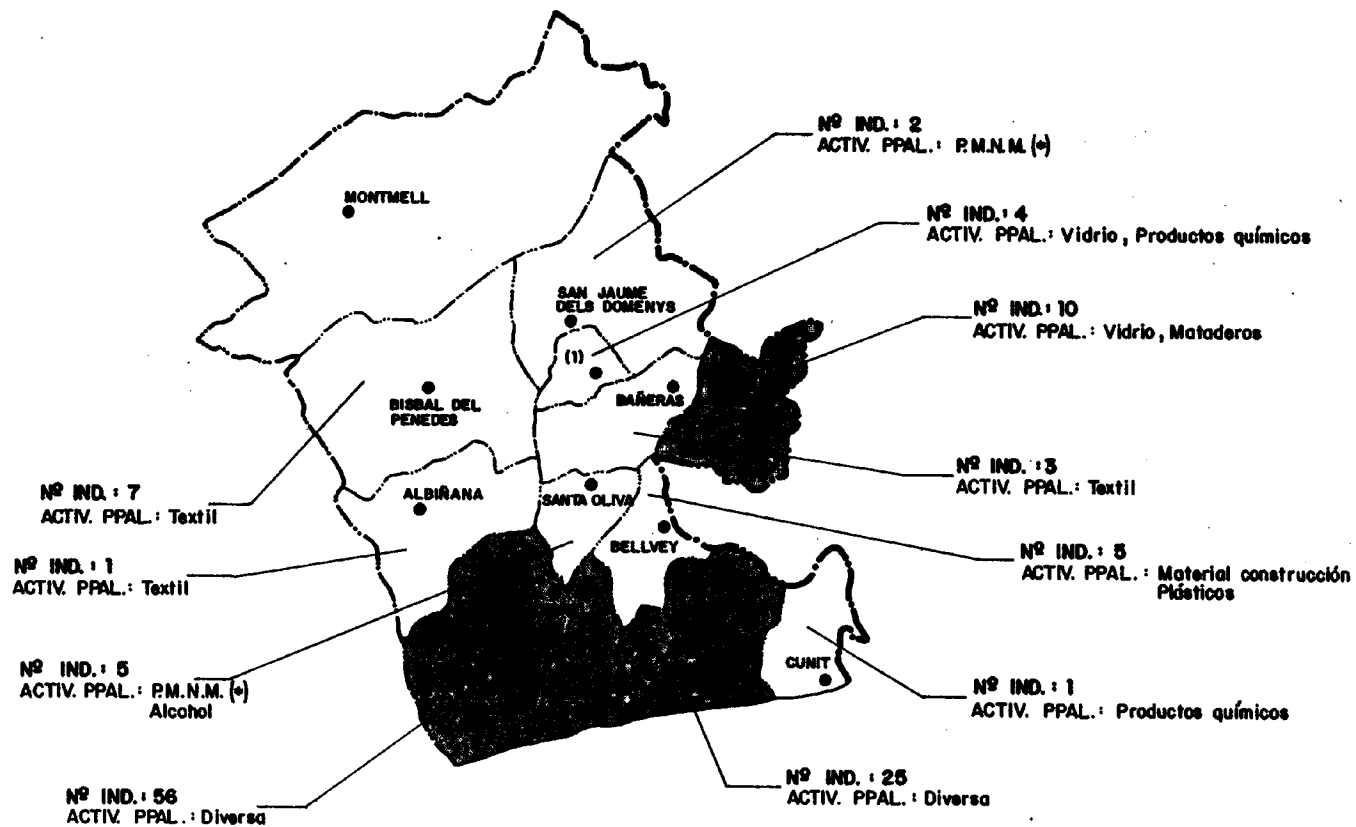 Nº IND.: 2
ACTIV. PPAL.: P.M.N.M. (*)
MONTMELL
Nº IND.: 4
ACTIV. PPAL.: Vidrio, Productos químicos
SAN JAUME
DELS DOMENYS
Nº IND.: 10
ACTIV. PPAL.: Vidrio, Mataderos
(1)
BAÑERAS
BISBAL DEL
PENEDES
Nº IND.: 3
ACTIV. PPAL.: Textil
Nº IND.: 7
ACTIV. PPAL.: Textil
ALBIÑANA
SANTA OLIVA
BELLVEY
Nº IND.: 5
ACTIV. PPAL.: Material construcción
Plásticos
Nº IND.: 1
ACTIV. PPAL.: Textil
CUNIT
Nº IND.: 5
ACTIV. PPAL.: P.M.N.M. (*)
Alcohol
Nº IND.: 1
ACTIV. PPAL.: Productos químicos
Nº IND.: 25
ACTIV. PPAL.: Diversa
Nº IND.: 56
ACTIV. PPAL.: Diversa